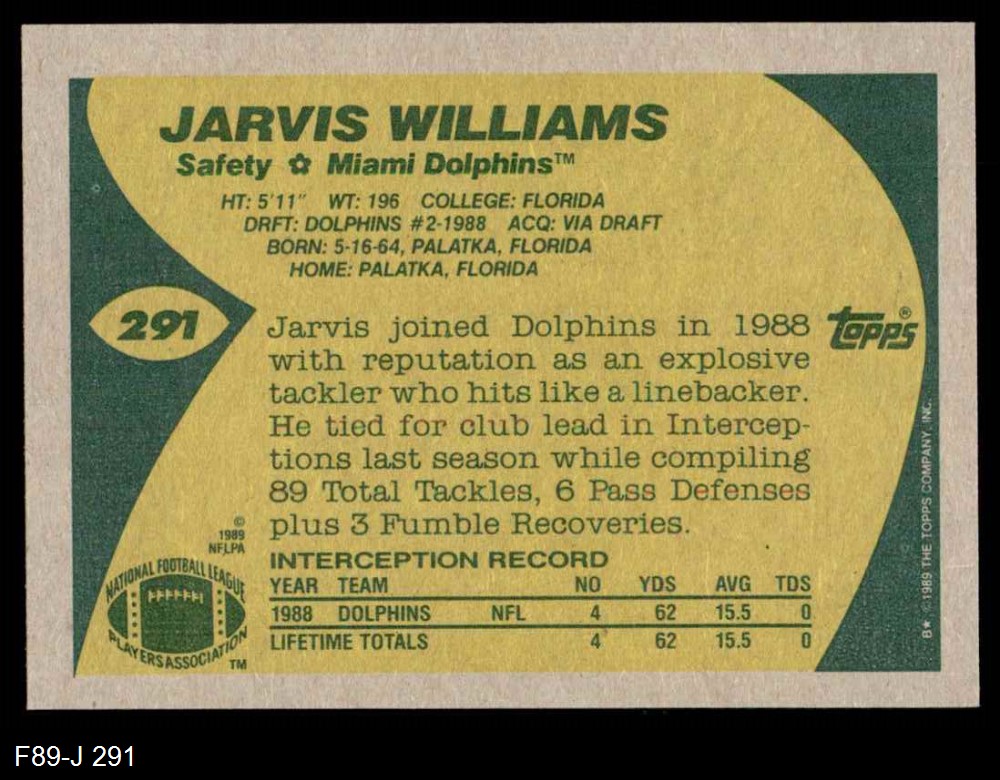 JARVIS WILLIAMS
Safety ✿ Miami Dolphins™
HT: 5'11" WT: 196 COLLEGE: FLORIDA
DRFT: DOLPHINS #2-1988 ACQ: VIA DRAFT
BORN: 5-16-64, PALATKA, FLORIDA
HOME: PALATKA, FLORIDA
291
Jarvis joined Dolphins in 1988
with reputation as an explosive
tackler who hits like a linebacker.
He tied for club lead in Intercep-
tions last season while compiling
89 Total Tackles, 6 Pass Defenses
plus 3 Fumble Recoveries.
topps®
INTERCEPTION RECORD
YEAR TEAM NO YDS AVG TDS
1988 DOLPHINS NFL 4 62 15.5 0
LIFETIME TOTALS 4 62 15.5 0
©
1989
NFLPA
NATIONAL FOOTBALL LEAGUE
PLAYERS ASSOCIATION
TM
B* ©1989 THE TOPPS COMPANY, INC.
F89-J 291